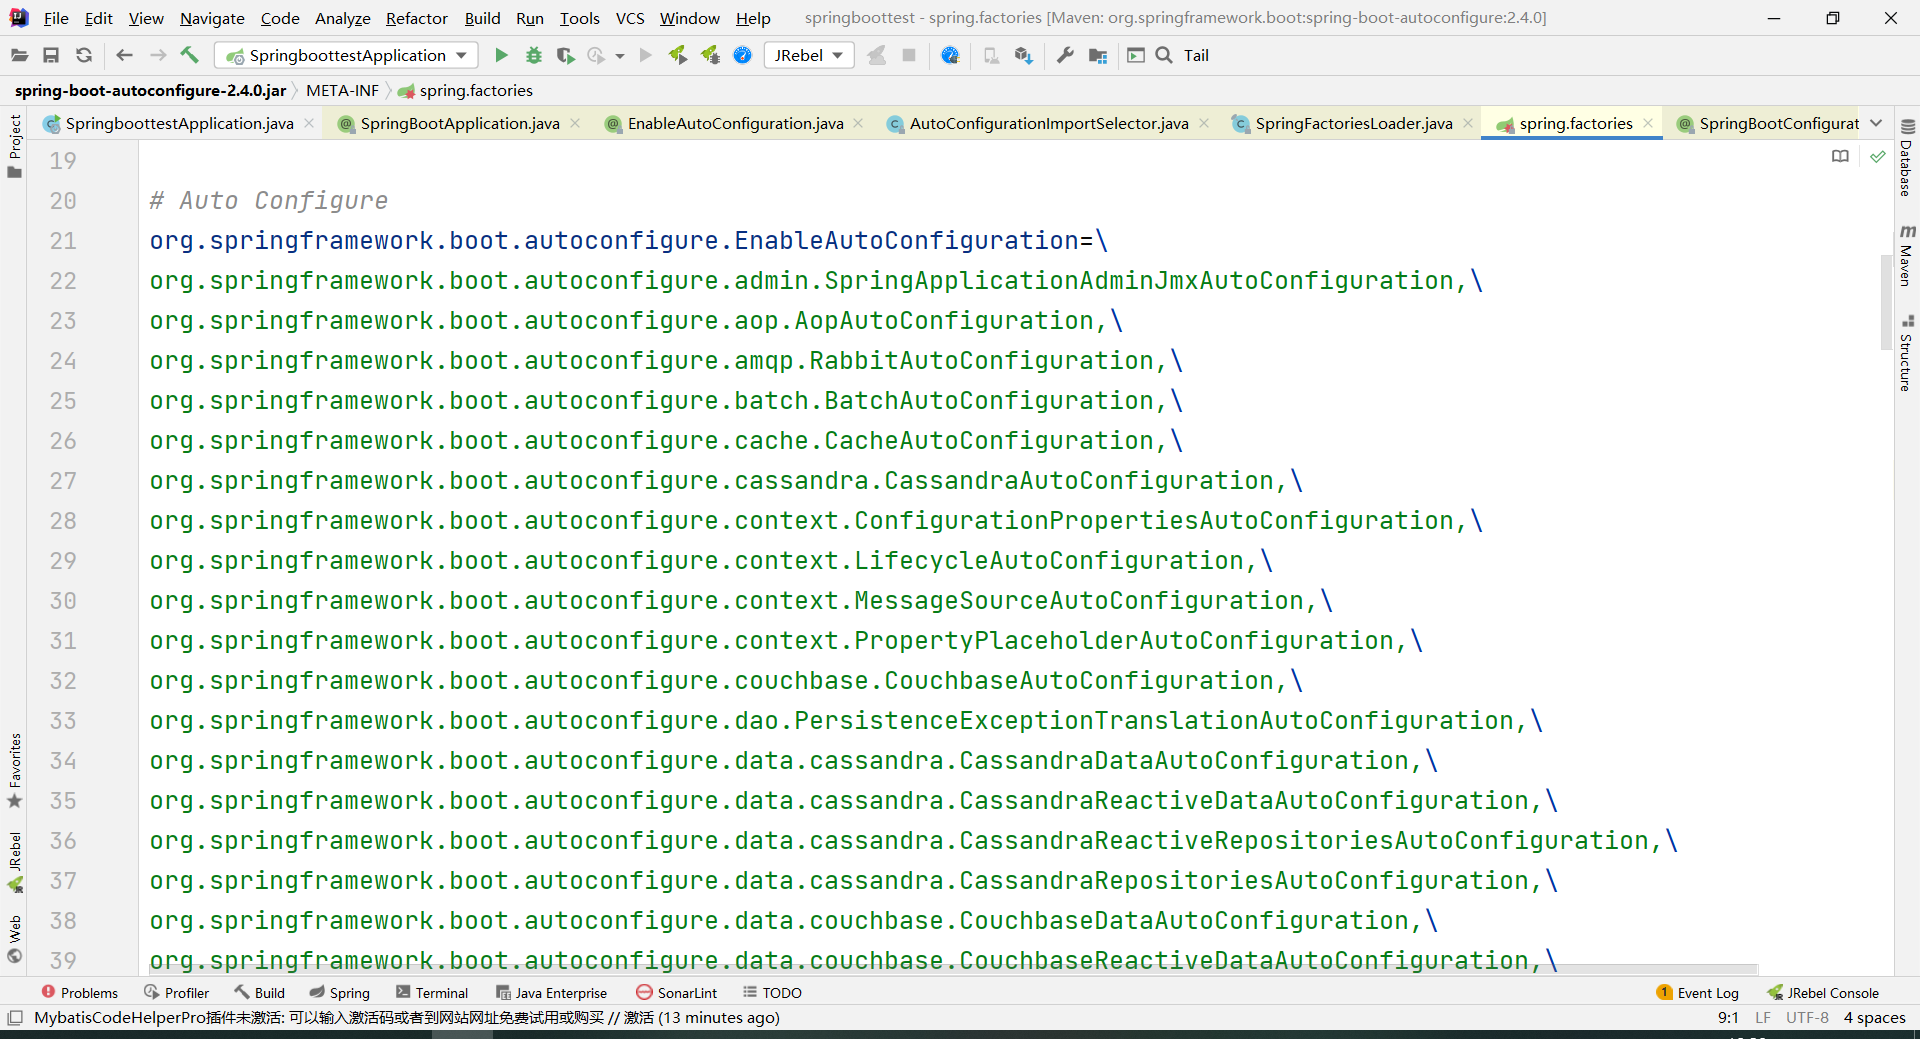 File Edit View Navigate Code Analyze Refactor Build Run Tools VCS Window Help springboottest - spring.factories [Maven: org.springframework.boot:spring-boot-autoconfigure:2.4.0]
SpringboottestApplication JRebel Tail
spring-boot-autoconfigure-2.4.0.jar META-INF spring.factories
SpringboottestApplication.java SpringBootApplication.java EnableAutoConfiguration.java AutoConfigurationImportSelector.java SpringFactoriesLoader.java spring.factories SpringBootConfigurat
Project
Favorites
JRebel
Web
Database
Maven
Structure
19
20 # Auto Configure
21 org.springframework.boot.autoconfigure.EnableAutoConfiguration=\
22 org.springframework.boot.autoconfigure.admin.SpringApplicationAdminJmxAutoConfiguration,\
23 org.springframework.boot.autoconfigure.aop.AopAutoConfiguration,\
24 org.springframework.boot.autoconfigure.amqp.RabbitAutoConfiguration,\
25 org.springframework.boot.autoconfigure.batch.BatchAutoConfiguration,\
26 org.springframework.boot.autoconfigure.cache.CacheAutoConfiguration,\
27 org.springframework.boot.autoconfigure.cassandra.CassandraAutoConfiguration,\
28 org.springframework.boot.autoconfigure.context.ConfigurationPropertiesAutoConfiguration,\
29 org.springframework.boot.autoconfigure.context.LifecycleAutoConfiguration,\
30 org.springframework.boot.autoconfigure.context.MessageSourceAutoConfiguration,\
31 org.springframework.boot.autoconfigure.context.PropertyPlaceholderAutoConfiguration,\
32 org.springframework.boot.autoconfigure.couchbase.CouchbaseAutoConfiguration,\
33 org.springframework.boot.autoconfigure.dao.PersistenceExceptionTranslationAutoConfiguration,\
34 org.springframework.boot.autoconfigure.data.cassandra.CassandraDataAutoConfiguration,\
35 org.springframework.boot.autoconfigure.data.cassandra.CassandraReactiveDataAutoConfiguration,\
36 org.springframework.boot.autoconfigure.data.cassandra.CassandraReactiveRepositoriesAutoConfiguration,\
37 org.springframework.boot.autoconfigure.data.cassandra.CassandraRepositoriesAutoConfiguration,\
38 org.springframework.boot.autoconfigure.data.couchbase.CouchbaseDataAutoConfiguration,\
39 org.springframework.boot.autoconfigure.data.couchbase.CouchbaseReactiveDataAutoConfiguration,\
Problems Profiler Build Spring Terminal Java Enterprise SonarLint TODO 1 Event Log JRebel Console
MybatisCodeHelperPro插件未激活: 可以输入激活码或者到网站网址免费试用或购买 // 激活 (13 minutes ago) 9:1 LF UTF-8 4 spaces